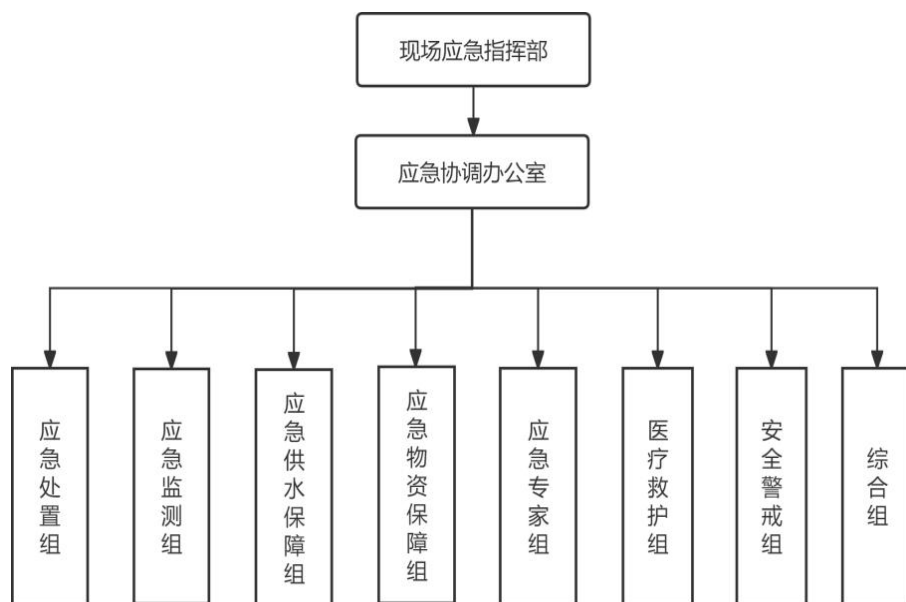 现场应急指挥部
应急协调办公室
应急处置组
应急监测组
应急供水保障组
应急物资保障组
应急专家组
医疗救护组
安全警戒组
综合组